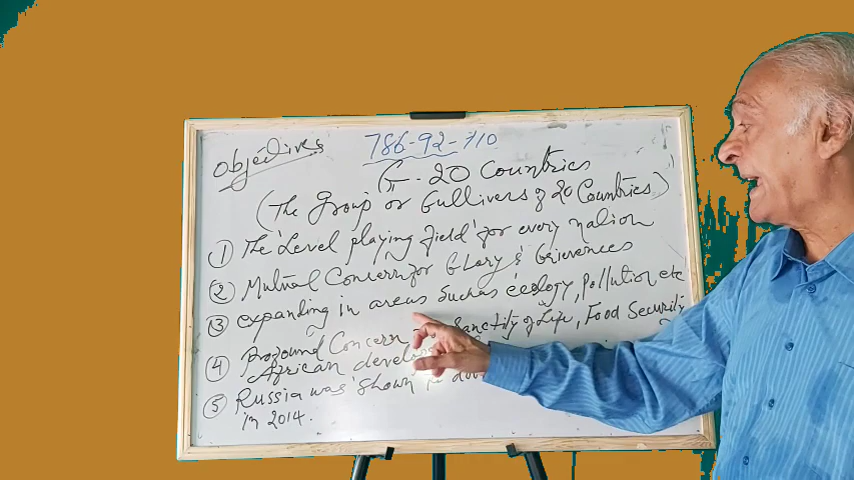 Objectives
786-92-110
G-20 Countries
(The Group or Gullivers of 20 Countries)
① The 'Level playing field' for every nation
② Mutual Concern for Glory & Grievences
③ expanding in areas such as ecology, Pollution etc
④ Profound Concern Sanctity of Life, Food Security
African
⑤ Russia was shown
in 2014.